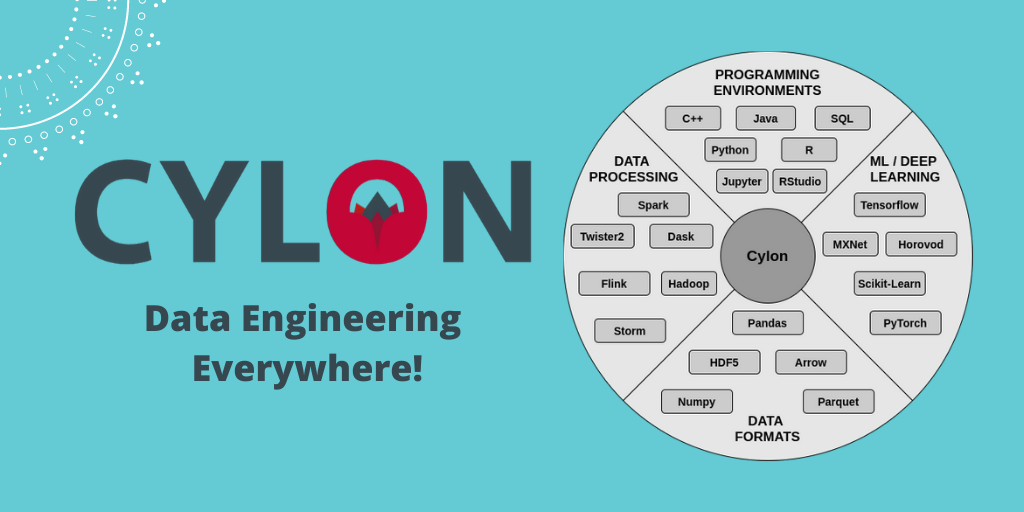 CYLON
Data Engineering
Everywhere!
PROGRAMMING
ENVIRONMENTS
C++ Java SQL
Python R
Jupyter RStudio
DATA
PROCESSING
Spark
Twister2 Dask
Flink Hadoop
Storm
Cylon
ML / DEEP
LEARNING
Tensorflow
MXNet Horovod
Scikit-Learn
PyTorch
Pandas
HDF5 Arrow
Numpy Parquet
DATA
FORMATS